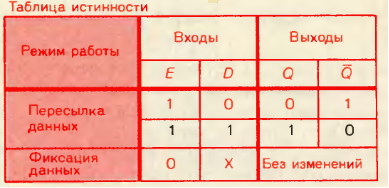 Таблица истинности
Режим работы Входы Выходы
E D Q Q̅
Пересылка данных 1 0 0 1
1 1 1 0
Фиксация данных 0 X Без изменений